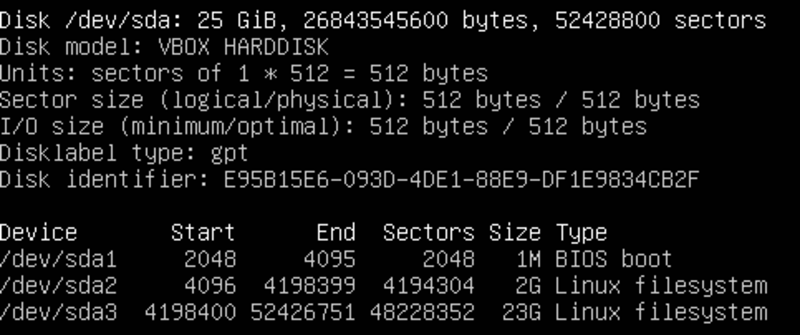 Disk /dev/sda: 25 GiB, 26843545600 bytes, 52428800 sectors
Disk model: VBOX HARDDISK
Units: sectors of 1 * 512 = 512 bytes
Sector size (logical/physical): 512 bytes / 512 bytes
I/O size (minimum/optimal): 512 bytes / 512 bytes
Disklabel type: gpt
Disk identifier: E95B15E6-093D-4DE1-88E9-DF1E9834CB2F

Device       Start      End  Sectors Size Type
/dev/sda1     2048     4095     2048   1M BIOS boot
/dev/sda2     4096  4198399  4194304   2G Linux filesystem
/dev/sda3  4198400 52426751 48228352  23G Linux filesystem